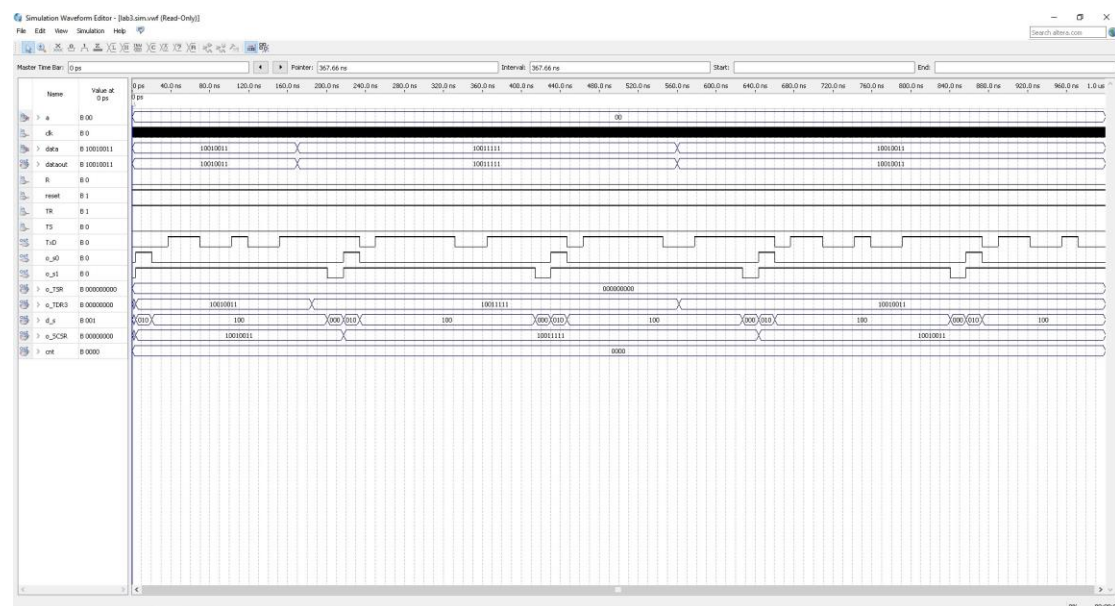 Simulation Waveform Editor - [lab3.sim.vwf (Read-Only)]
File Edit View Simulation Help
Search altera.com
Master Time Bar: 0 ps Pointer: 367.66 ns Interval: 367.66 ns Start: End:
Name Value at 0 ps
0 ps 40.0 ns 80.0 ns 120.0 ns 160.0 ns 200.0 ns 240.0 ns 280.0 ns 320.0 ns 360.0 ns 400.0 ns 440.0 ns 480.0 ns 520.0 ns 560.0 ns 600.0 ns 640.0 ns 680.0 ns 720.0 ns 760.0 ns 800.0 ns 840.0 ns 880.0 ns 920.0 ns 960.0 ns 1.0 us
0 ps
a B 00 00
clk B 0
data B 10010011 10010011 10011111 10010011
dataout B 10010011 10010011 10011111 10010011
R B 0
reset B 1
TR B 1
TS B 0
TxD B 0
o_s0 B 0
o_s1 B 0
o_TSR B 000000000 000000000
o_TDR3 B 00000000 10010011 10011111 10010011
d_s B 001 010 100 000 010 100 000 010 100 000 010 100 000 010 100
o_SCSR B 00000000 10010011 10011111 10010011
cnt B 0000 0000